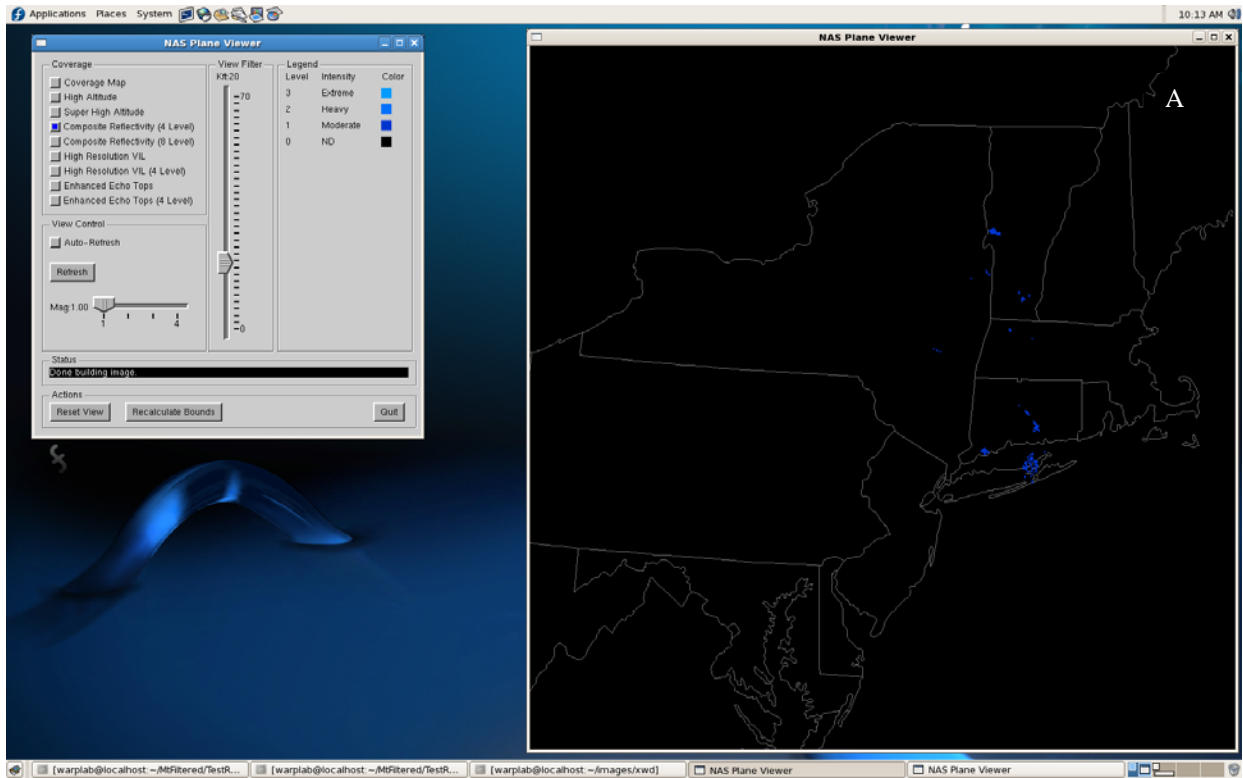 Applications Places System 10:13 AM
NAS Plane Viewer
NAS Plane Viewer
A
Coverage
Coverage Map
High Altitude
Super High Altitude
Composite Reflectivity (4 Level)
Composite Reflectivity (8 Level)
High Resolution VIL
High Resolution VIL (4 Level)
Enhanced Echo Tops
Enhanced Echo Tops (4 Level)
View Filter
Kft:20
70
0
Legend
Level Intensity Color
3 Extreme
2 Heavy
1 Moderate
0 ND
View Control
Auto-Refresh
Refresh
Mag:1.00
1 4
Status
Done building image.
Actions
Reset View Recalculate Bounds Quit
[warplab@localhost:~/MtFiltered/TestR... [warplab@localhost:~/MtFiltered/TestR... [warplab@localhost:~/images/xwd] NAS Plane Viewer NAS Plane Viewer